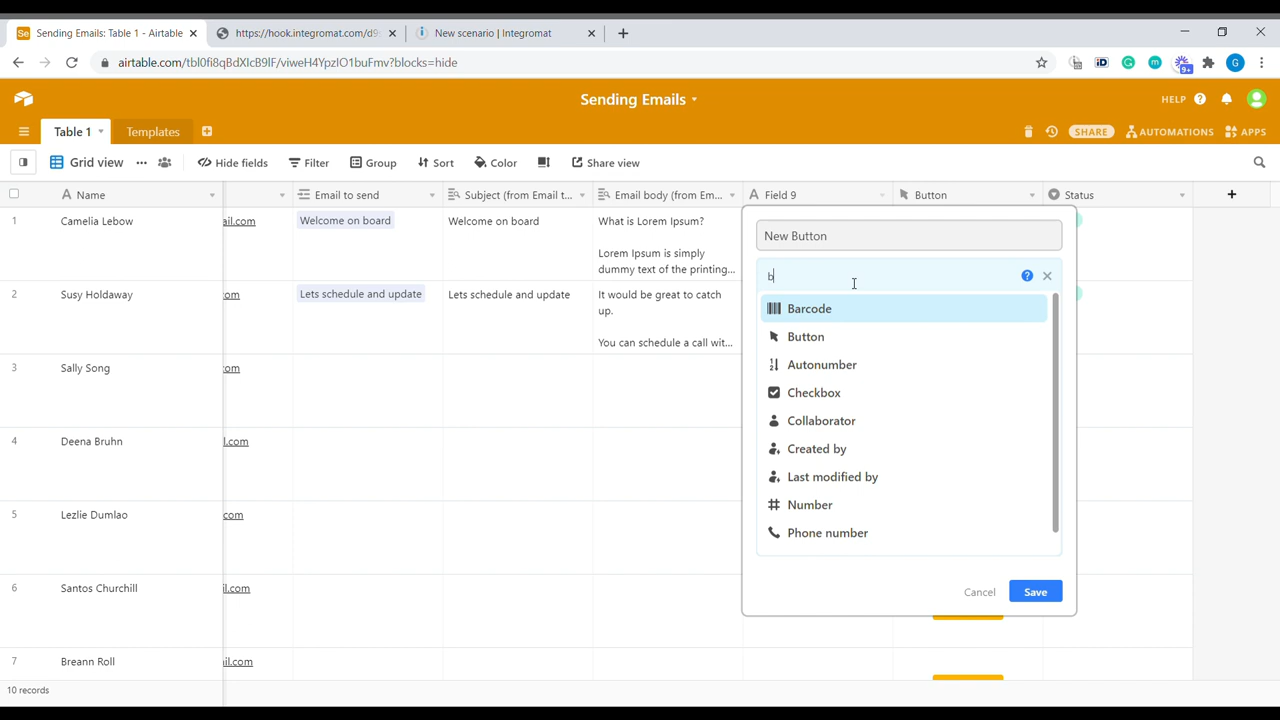 Sending Emails: Table 1 - Airtable
https://hook.integromat.com/d9
New scenario | Integromat
airtable.com/tbl0fi8qBdXIcB9IF/viweH4YpzIO1buFmv?blocks=hide
9+
G
Sending Emails
HELP
Table 1
Templates
SHARE
AUTOMATIONS
APPS
Grid view
Hide fields
Filter
Group
Sort
Color
Share view
Name
Email to send
Subject (from Email t...
Email body (from Em...
Field 9
Button
Status
1
Camelia Lebow
ail.com
Welcome on board
Welcome on board
What is Lorem Ipsum?
Lorem Ipsum is simply
dummy text of the printing...
2
Susy Holdaway
om
Lets schedule and update
Lets schedule and update
It would be great to catch
up.
You can schedule a call wit...
3
Sally Song
om
4
Deena Bruhn
l.com
5
Lezlie Dumlao
com
6
Santos Churchill
il.com
7
Breann Roll
il.com
10 records
New Button
b
Barcode
Button
Autonumber
Checkbox
Collaborator
Created by
Last modified by
Number
Phone number
Cancel
Save